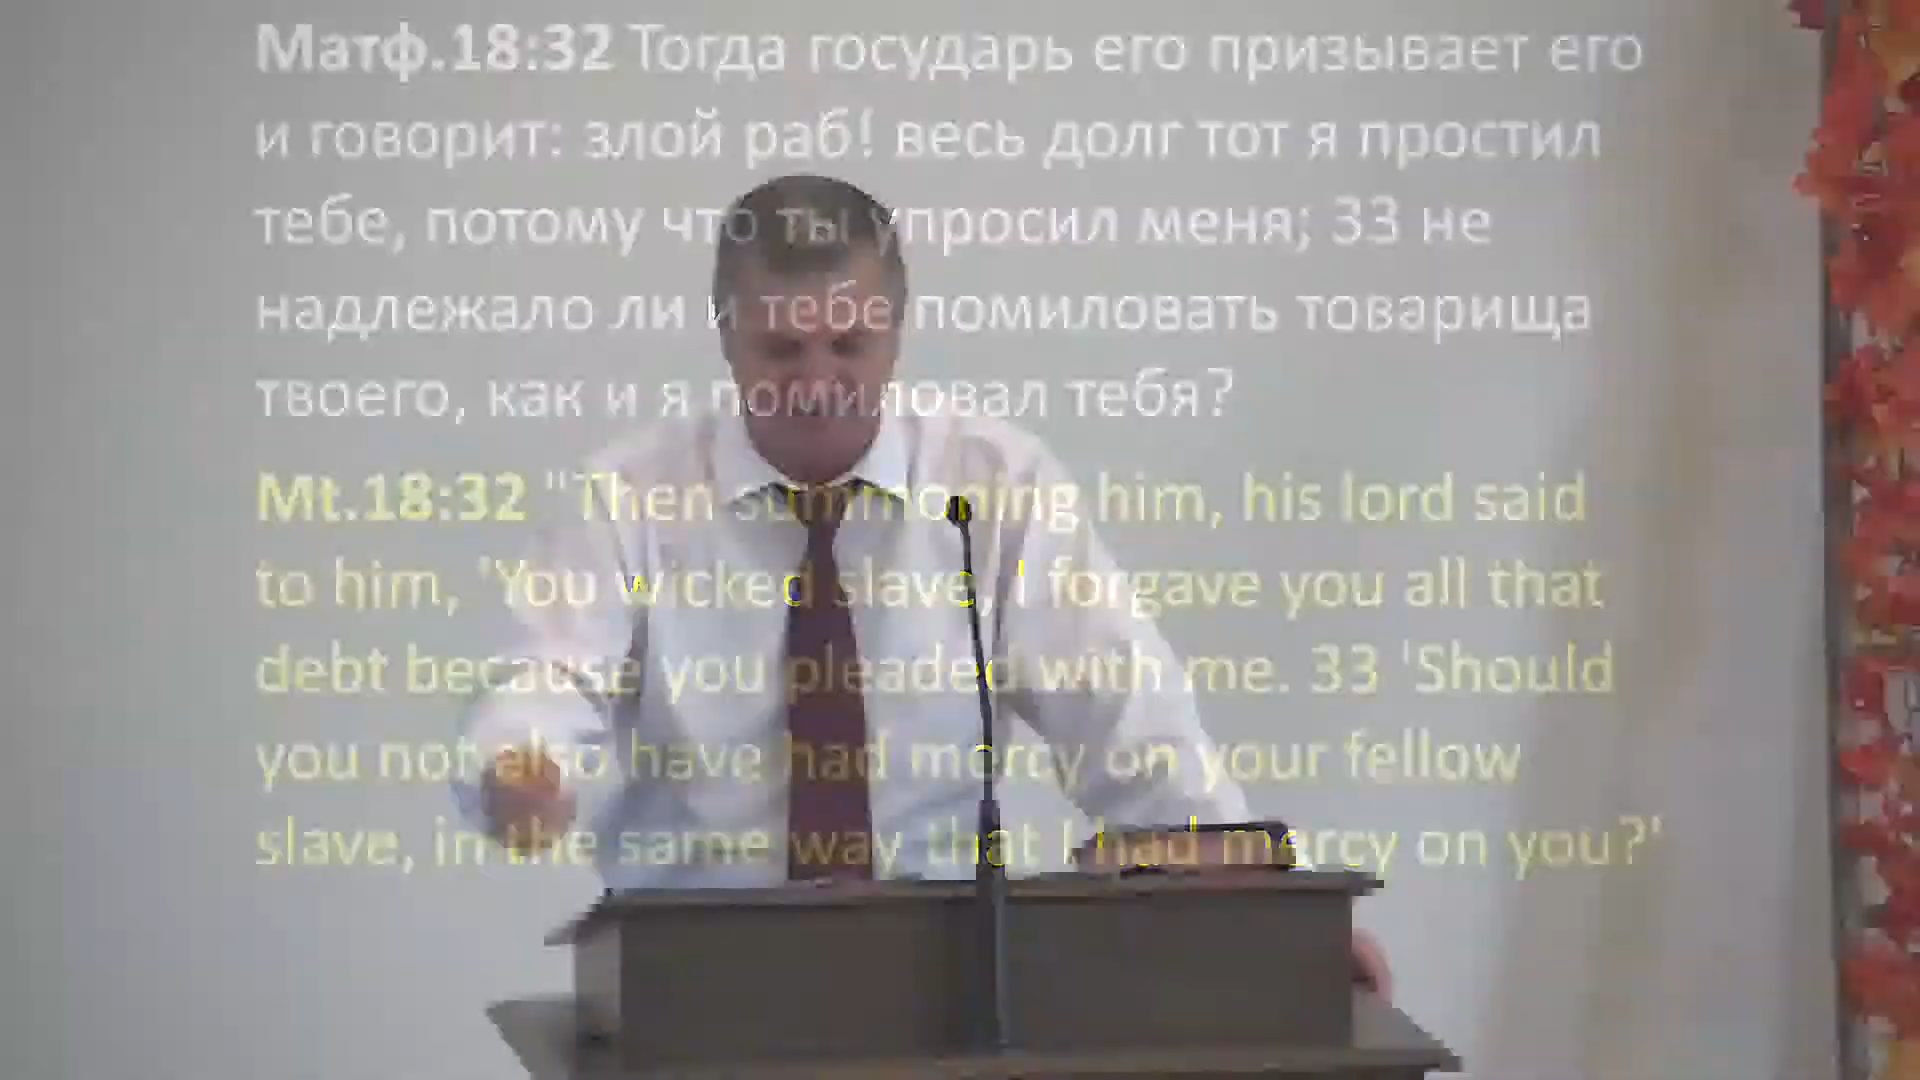 Матф.18:32 Тогда государь его призывает его
и говорит: злой раб! весь долг тот я простил
тебе, потому что ты упросил меня; 33 не
надлежало ли и тебе помиловать товарища
твоего, как и я помиловал тебя?
Mt.18:32 "Then summoning him, his lord said
to him, 'You wicked slave, I forgave you all that
debt because you pleaded with me. 33 'Should
you not also have had mercy on your fellow
slave, in the same way that I had mercy on you?'